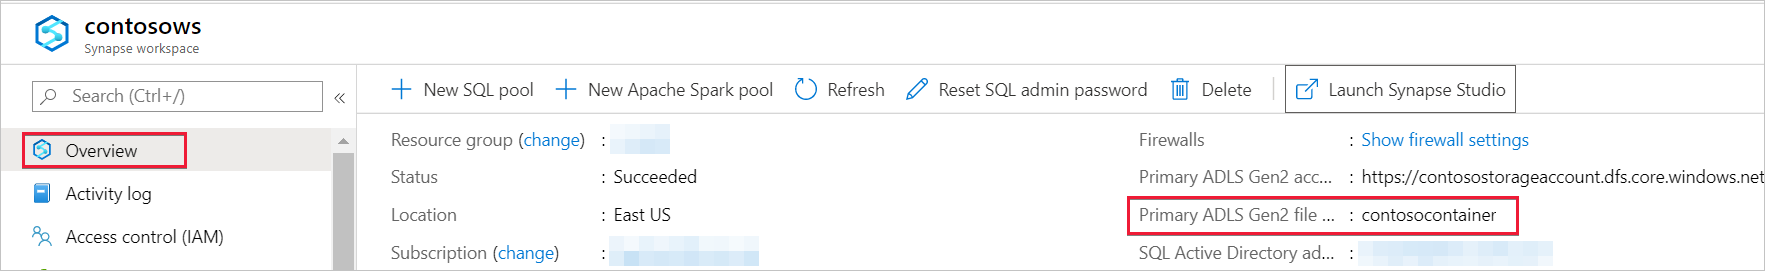 contosows
Synapse workspace
Search (Ctrl+/)
«
Overview
Activity log
Access control (IAM)
New SQL pool
New Apache Spark pool
Refresh
Reset SQL admin password
Delete
Launch Synapse Studio
Resource group (change) :
Status : Succeeded
Location : East US
Subscription (change) :
Firewalls : Show firewall settings
Primary ADLS Gen2 acc... : https://contosostorageaccount.dfs.core.windows.net
Primary ADLS Gen2 file ... : contosocontainer
SQL Active Directory ad... :